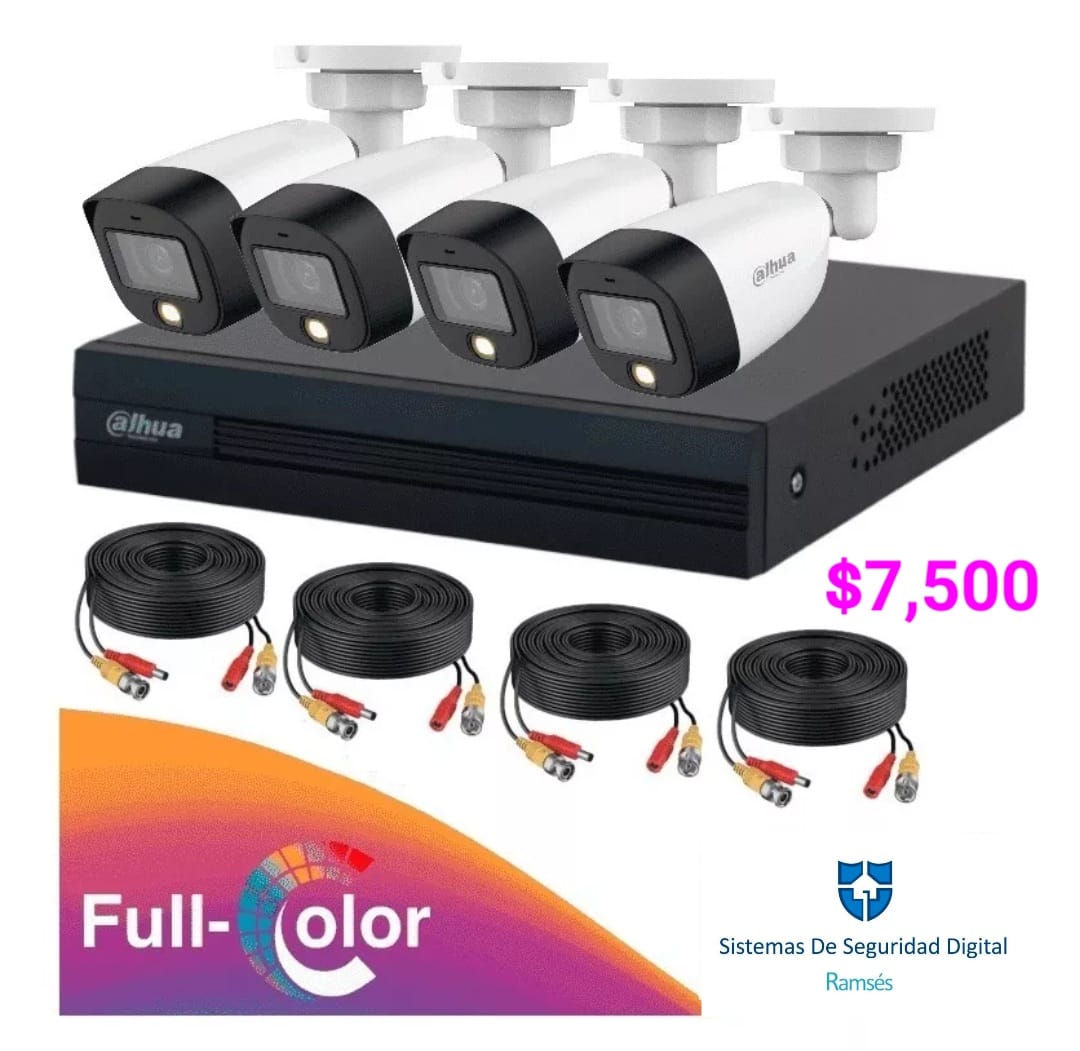 alhua
alhua
$7,500
Full-Color
Sistemas De Seguridad Digital
Ramsés